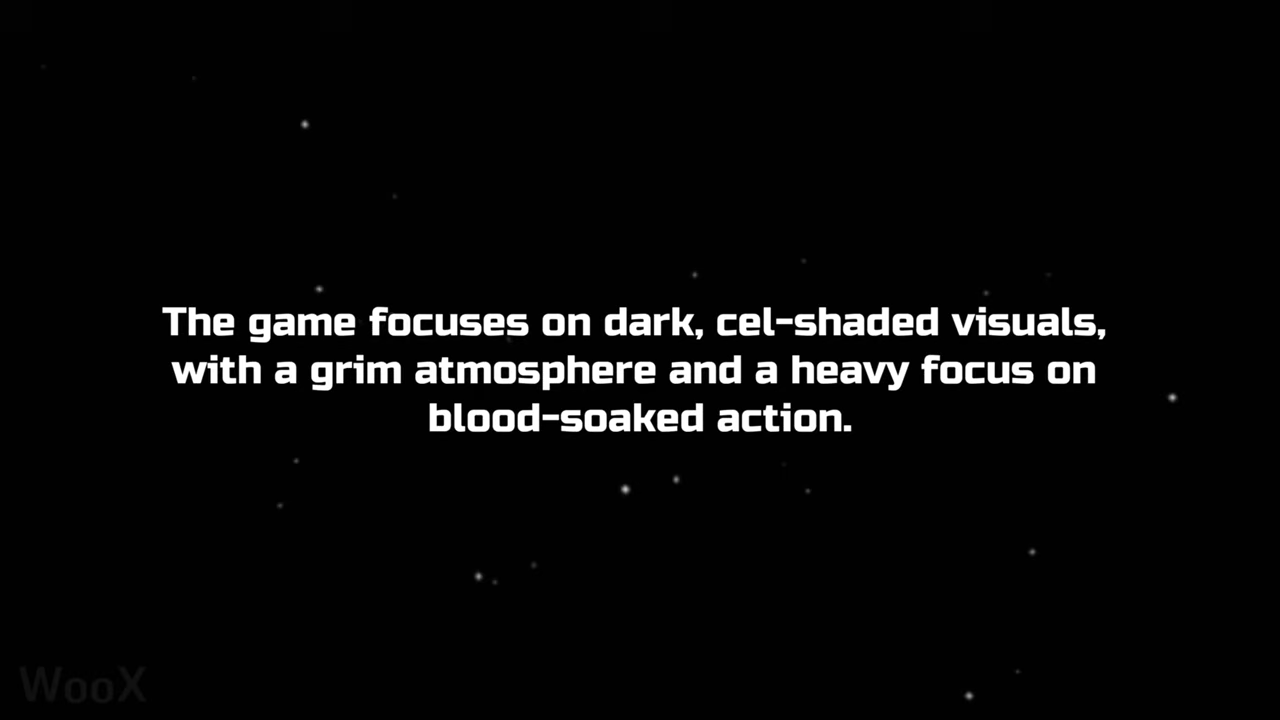 The game focuses on dark, cel-shaded visuals,
with a grim atmosphere and a heavy focus on
blood-soaked action.
WooX